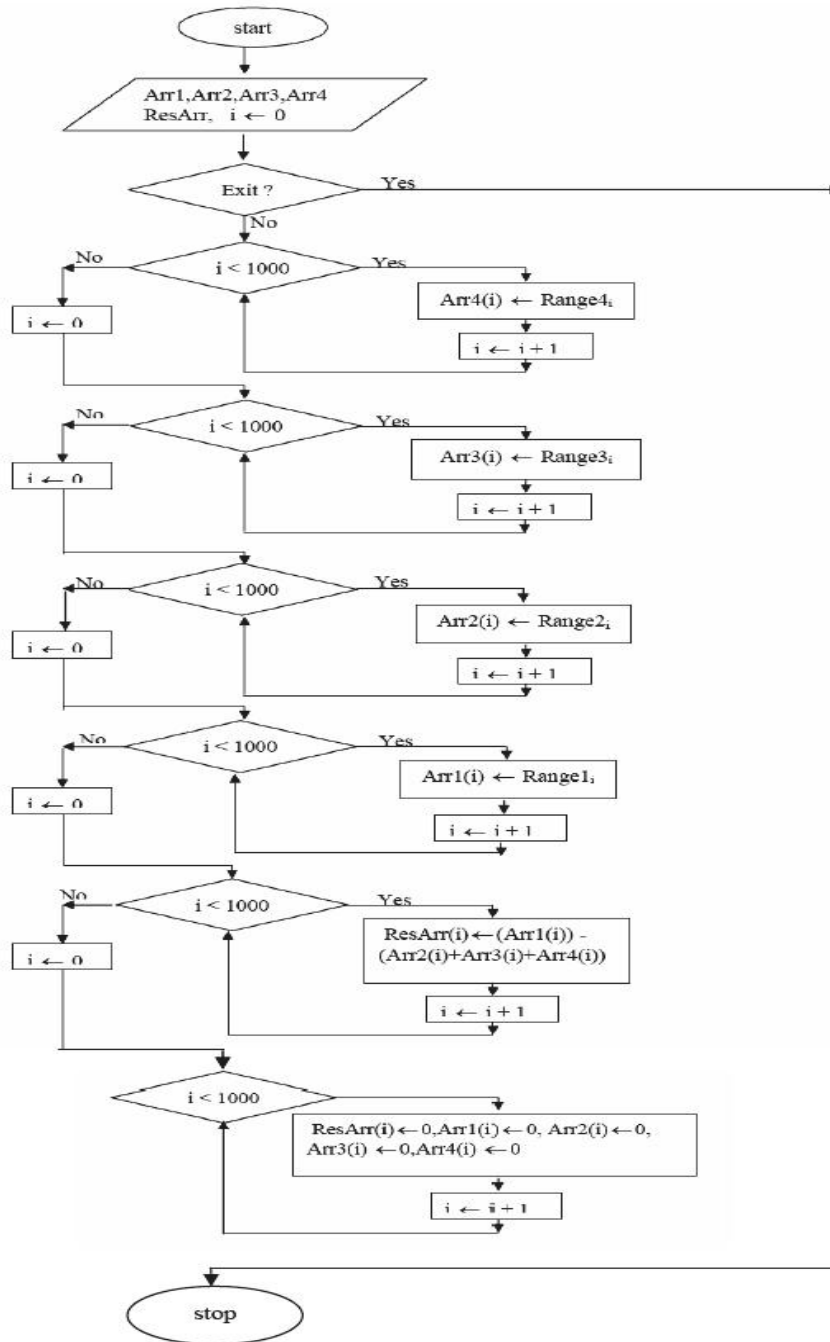 start
Arr1,Arr2,Arr3,Arr4
ResArr, i ← 0
Exit ?
Yes
No
No
i < 1000
Yes
Arr4(i) ← Range4i
i ← 0
i ← i + 1
No
i < 1000
Yes
Arr3(i) ← Range3i
i ← 0
i ← i + 1
No
i < 1000
Yes
Arr2(i) ← Range2i
i ← 0
i ← i + 1
No
i < 1000
Yes
Arr1(i) ← Range1i
i ← 0
i ← i + 1
No
i < 1000
Yes
ResArr(i)←(Arr1(i)) -
(Arr2(i)+Arr3(i)+Arr4(i))
i ← 0
i ← i + 1
i < 1000
ResArr(i)←0,Arr1(i)←0, Arr2(i)←0,
Arr3(i) ←0,Arr4(i) ←0
i ← i + 1
stop